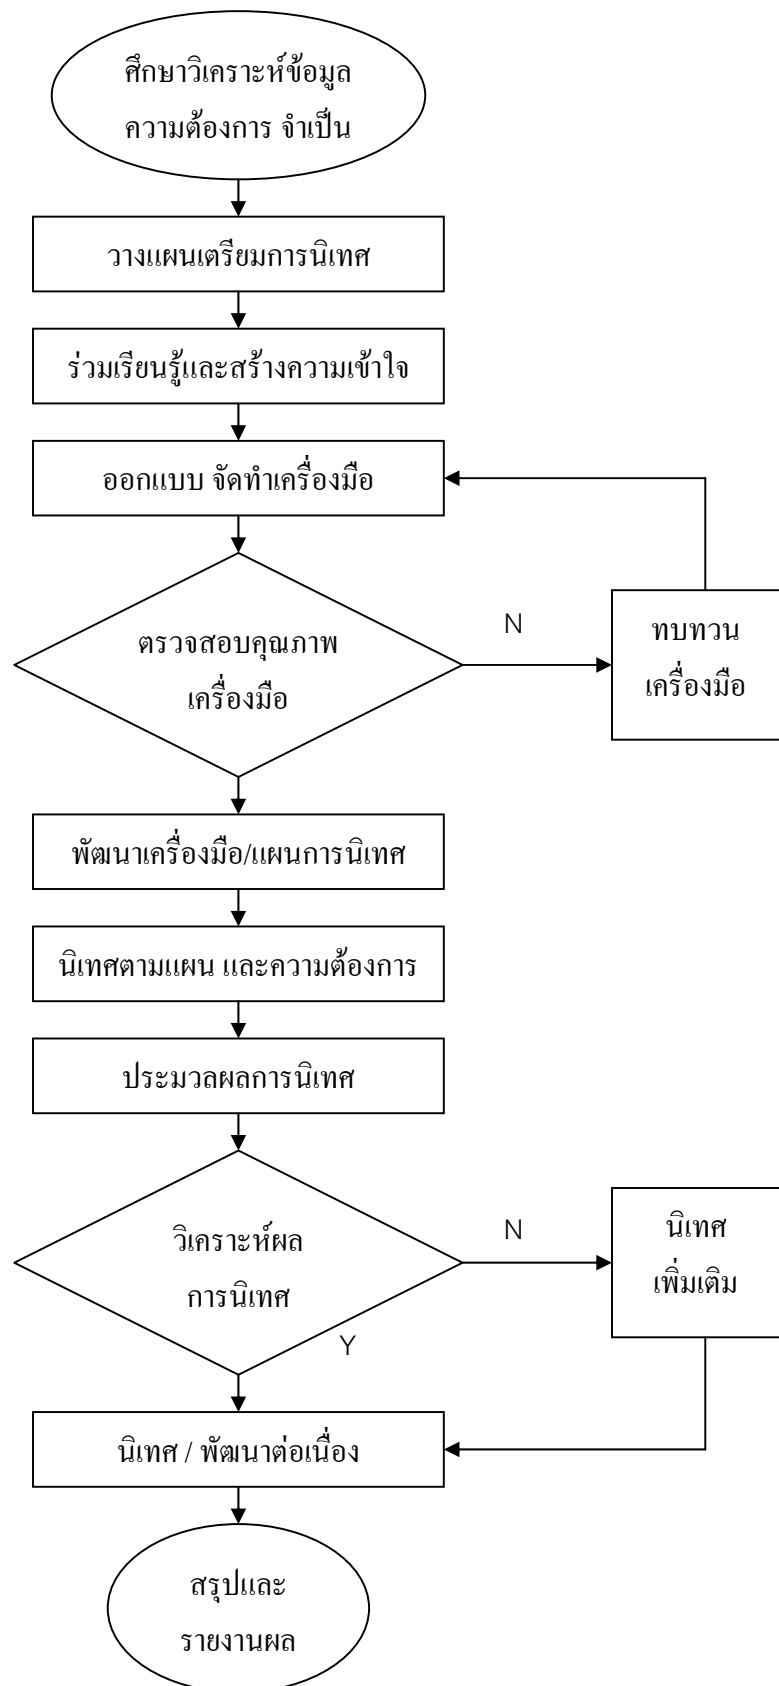 ศึกษาวิเคราะห์ข้อมูล
ความต้องการ จำเป็น
วางแผนเตรียมการนิเทศ
ร่วมเรียนรู้และสร้างความเข้าใจ
ออกแบบ จัดทำเครื่องมือ
ตรวจสอบคุณภาพ
เครื่องมือ
N
ทบทวน
เครื่องมือ
พัฒนาเครื่องมือ/แผนการนิเทศ
นิเทศตามแผน และความต้องการ
ประมวลผลการนิเทศ
วิเคราะห์ผล
การนิเทศ
N
นิเทศ
เพิ่มเติม
Y
นิเทศ / พัฒนาต่อเนื่อง
สรุปและ
รายงานผล